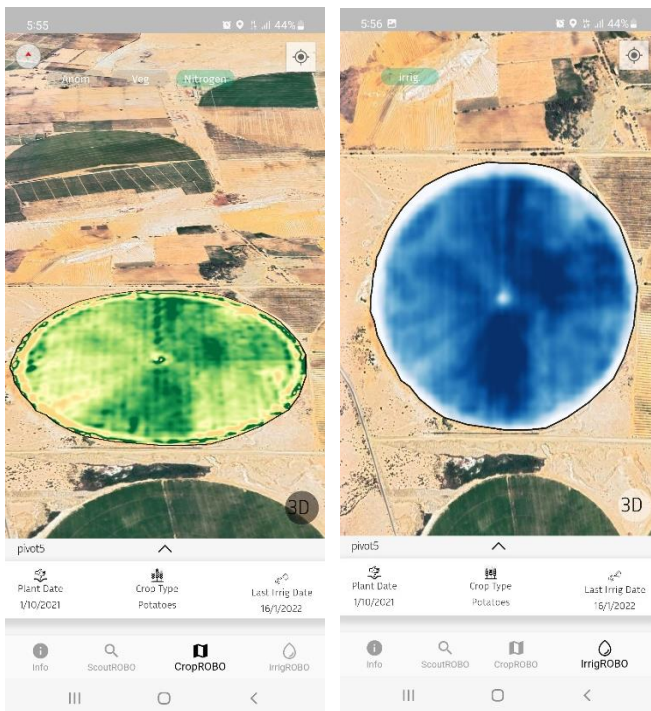 5:55
44%
Anom Veg Nitrogen
3D
pivot5
Plant Date Crop Type Last Irrig Date
1/10/2021 Potatoes 16/1/2022
Info ScoutROBO CropROBO IrrigROBO
5:56
44%
irrig
3D
pivot5
Plant Date Crop Type Last Irrig Date
1/10/2021 Potatoes 16/1/2022
Info ScoutROBO CropROBO IrrigROBO